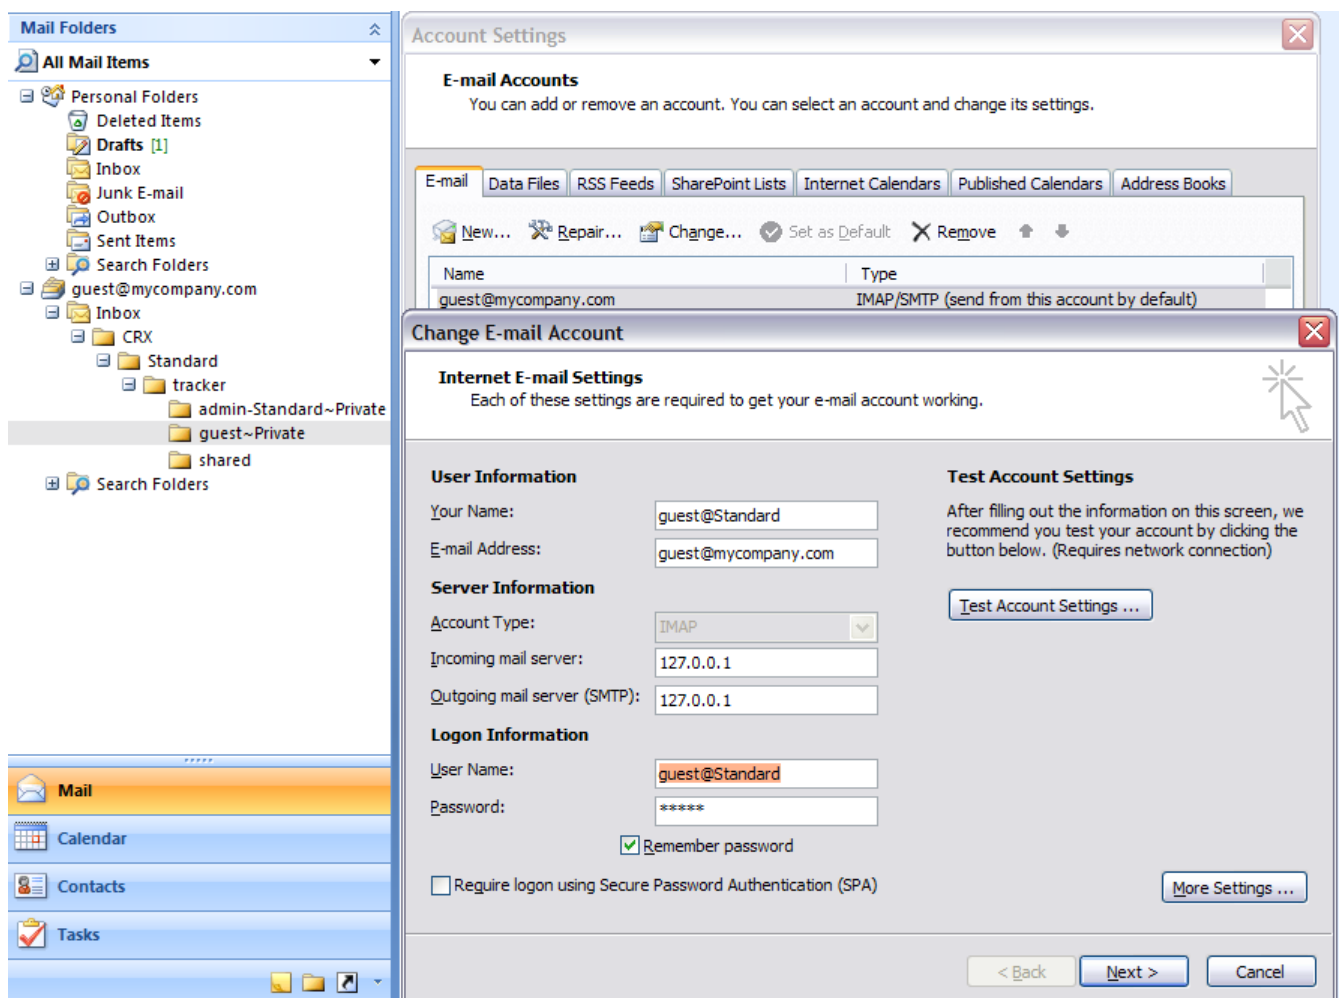 Mail Folders
All Mail Items
Personal Folders
Deleted Items
Drafts [1]
Inbox
Junk E-mail
Outbox
Sent Items
Search Folders
guest@mycompany.com
Inbox
CRX
Standard
tracker
admin-Standard~Private
guest~Private
shared
Search Folders
Mail
Calendar
Contacts
Tasks
Account Settings
E-mail Accounts
You can add or remove an account. You can select an account and change its settings.
E-mail Data Files RSS Feeds SharePoint Lists Internet Calendars Published Calendars Address Books
New... Repair... Change... Set as Default Remove
Name Type
guest@mycompany.com IMAP/SMTP (send from this account by default)
Change E-mail Account
Internet E-mail Settings
Each of these settings are required to get your e-mail account working.
User Information
Your Name: guest@Standard
E-mail Address: guest@mycompany.com
Server Information
Account Type: IMAP
Incoming mail server: 127.0.0.1
Outgoing mail server (SMTP): 127.0.0.1
Logon Information
User Name: guest@Standard
Password: *****
Remember password
Require logon using Secure Password Authentication (SPA)
Test Account Settings
After filling out the information on this screen, we
recommend you test your account by clicking the
button below. (Requires network connection)
Test Account Settings ...
More Settings ...
< Back Next > Cancel